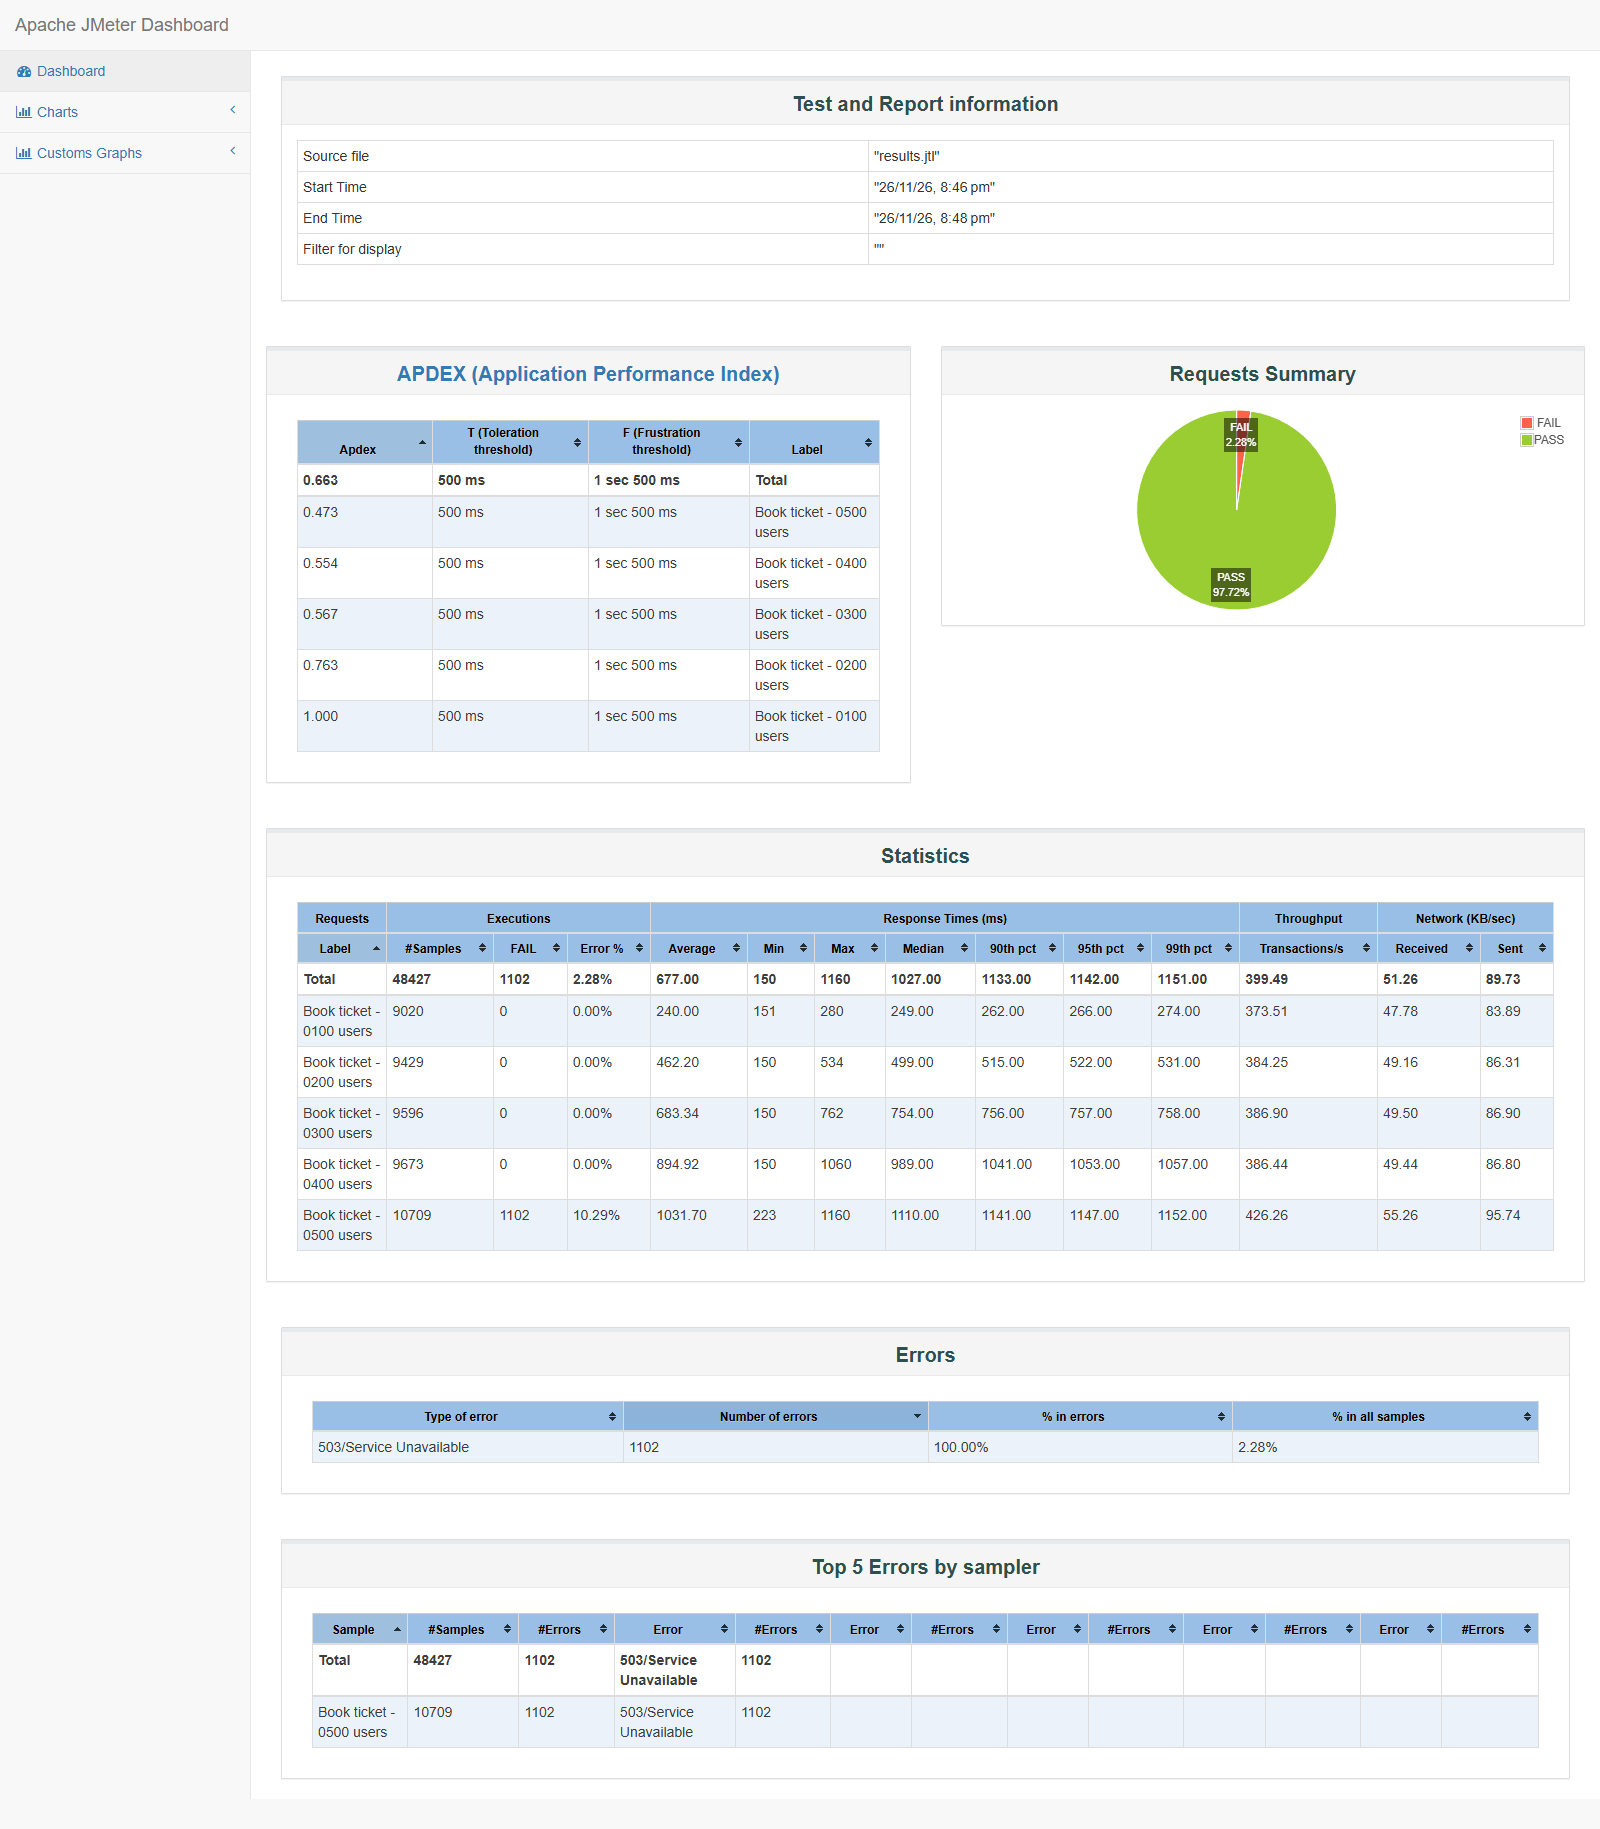 Apache JMeter Dashboard
Dashboard
Charts
Customs Graphs
Test and Report information
Source file "results.jtl"
Start Time "26/11/26, 8:46 pm"
End Time "26/11/26, 8:48 pm"
Filter for display ""
APDEX (Application Performance Index)
Apdex T (Toleration threshold) F (Frustration threshold) Label
0.663 500 ms 1 sec 500 ms Total
0.473 500 ms 1 sec 500 ms Book ticket - 0500 users
0.554 500 ms 1 sec 500 ms Book ticket - 0400 users
0.567 500 ms 1 sec 500 ms Book ticket - 0300 users
0.763 500 ms 1 sec 500 ms Book ticket - 0200 users
1.000 500 ms 1 sec 500 ms Book ticket - 0100 users
Requests Summary
FAIL
2.28%
PASS
97.72%
FAIL
PASS
Statistics
Requests Executions Response Times (ms) Throughput Network (KB/sec)
Label #Samples FAIL Error % Average Min Max Median 90th pct 95th pct 99th pct Transactions/s Received Sent
Total 48427 1102 2.28% 677.00 150 1160 1027.00 1133.00 1142.00 1151.00 399.49 51.26 89.73
Book ticket - 0100 users 9020 0 0.00% 240.00 151 280 249.00 262.00 266.00 274.00 373.51 47.78 83.89
Book ticket - 0200 users 9429 0 0.00% 462.20 150 534 499.00 515.00 522.00 531.00 384.25 49.16 86.31
Book ticket - 0300 users 9596 0 0.00% 683.34 150 762 754.00 756.00 757.00 758.00 386.90 49.50 86.90
Book ticket - 0400 users 9673 0 0.00% 894.92 150 1060 989.00 1041.00 1053.00 1057.00 386.44 49.44 86.80
Book ticket - 0500 users 10709 1102 10.29% 1031.70 223 1160 1110.00 1141.00 1147.00 1152.00 426.26 55.26 95.74
Errors
Type of error Number of errors % in errors % in all samples
503/Service Unavailable 1102 100.00% 2.28%
Top 5 Errors by sampler
Sample #Samples #Errors Error #Errors Error #Errors Error #Errors Error #Errors Error #Errors
Total 48427 1102 503/Service Unavailable 1102
Book ticket - 0500 users 10709 1102 503/Service Unavailable 1102